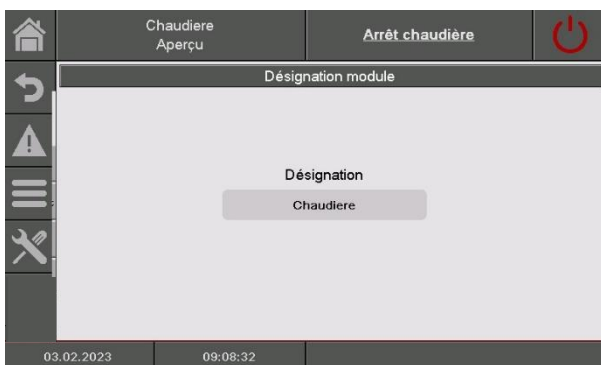 Chaudiere
Aperçu
Arrêt chaudière
Désignation module
Désignation
Chaudiere
03.02.2023
09:08:32